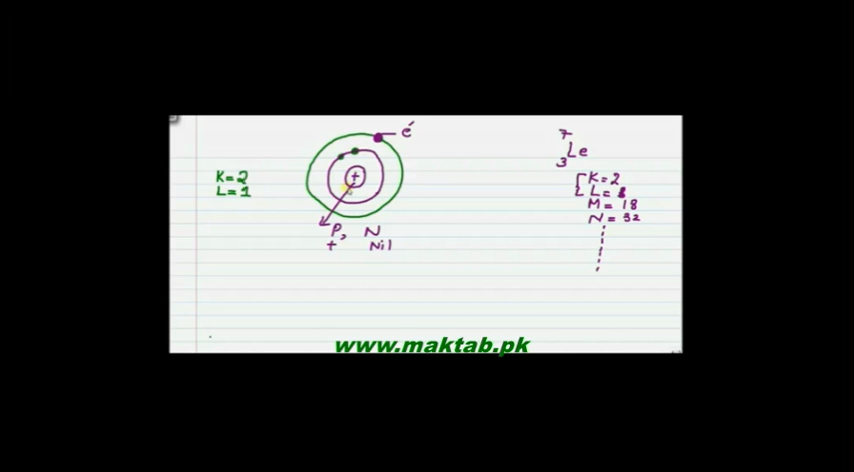 é
K=2
L=1
+
P, N
+ Nil
7
Le
3
K=2
L= 8
M= 18
N= 32
www.maktab.pk